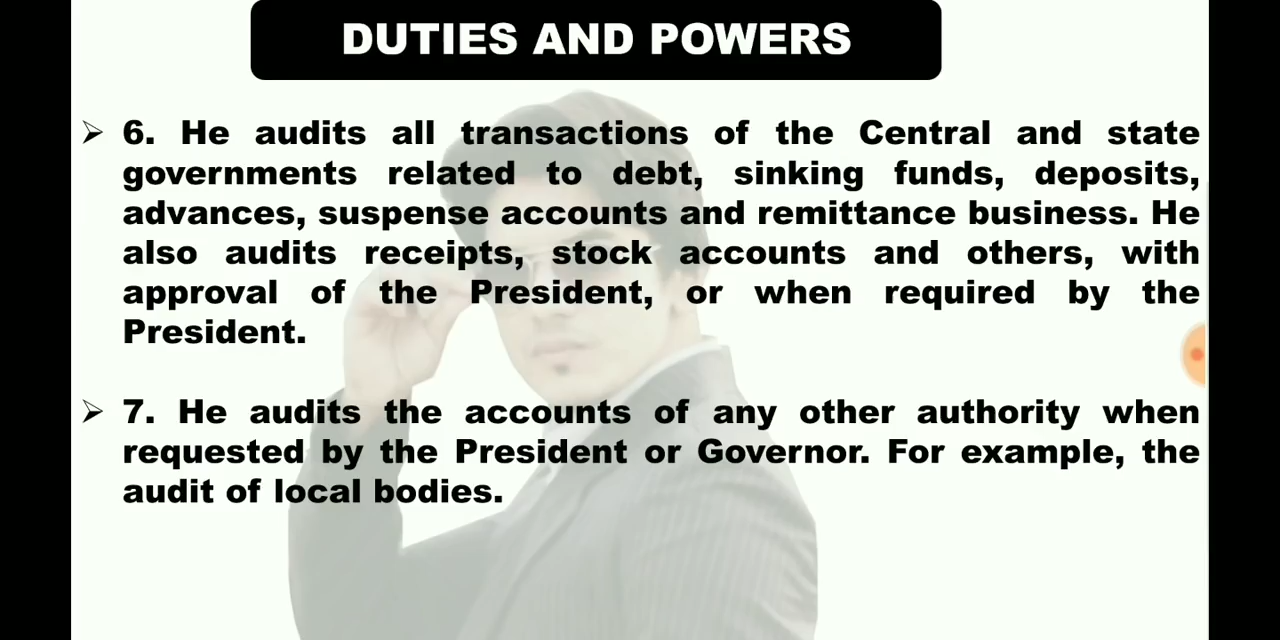 DUTIES AND POWERS
➢ 6. He audits all transactions of the Central and state
governments related to debt, sinking funds, deposits,
advances, suspense accounts and remittance business. He
also audits receipts, stock accounts and others, with
approval of the President, or when required by the
President.
➢ 7. He audits the accounts of any other authority when
requested by the President or Governor. For example, the
audit of local bodies.